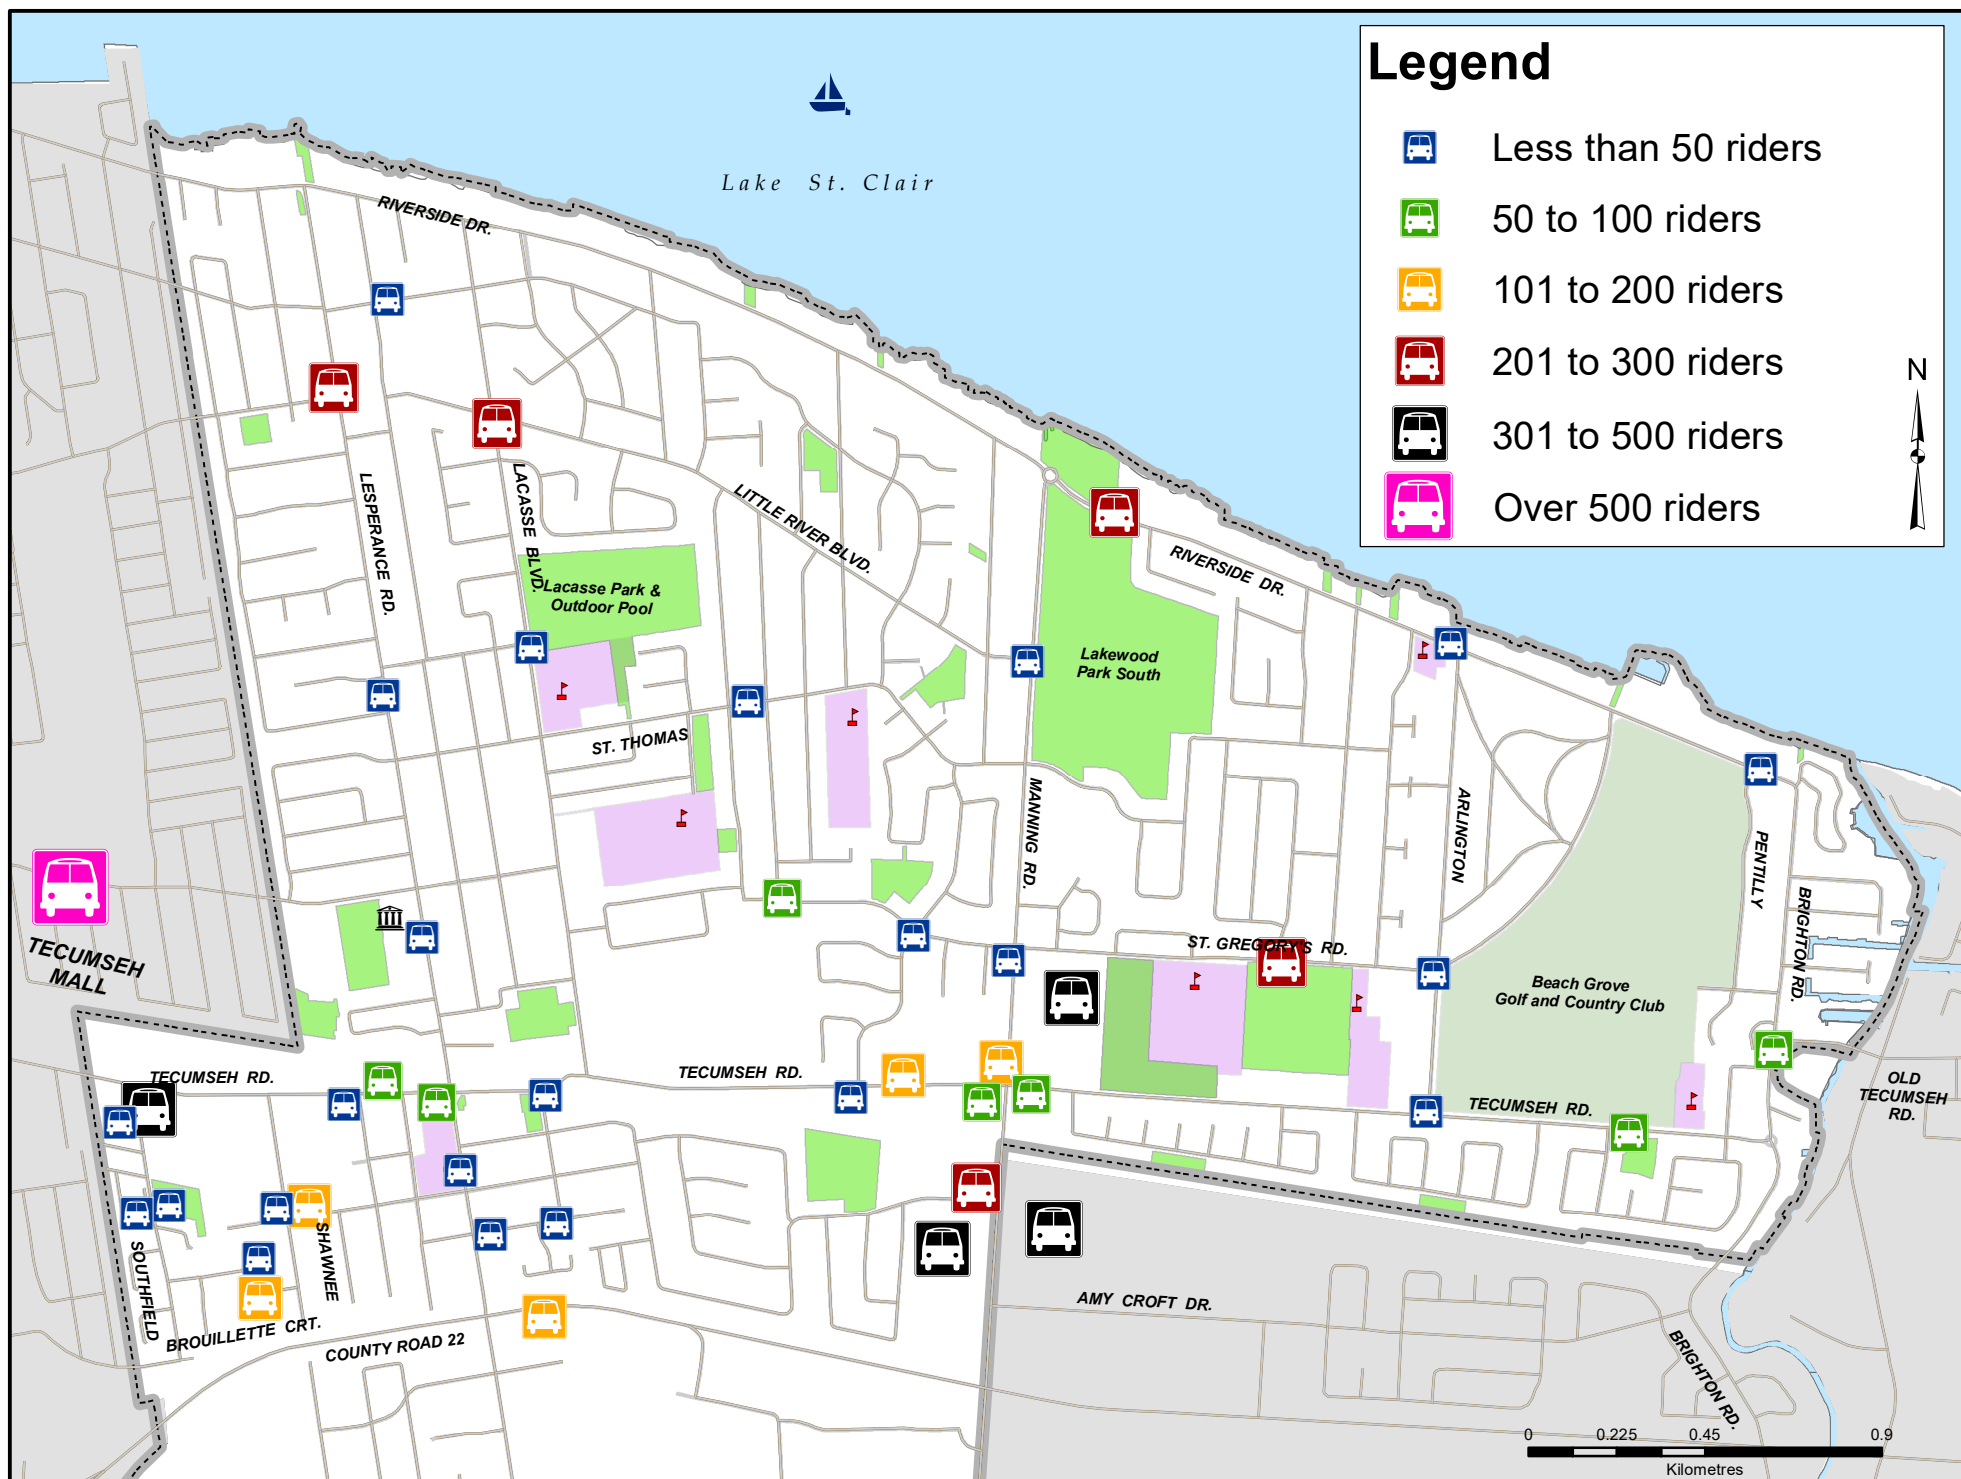 Legend
Less than 50 riders
50 to 100 riders
101 to 200 riders
201 to 300 riders
301 to 500 riders
Over 500 riders
N
Lake St. Clair
RIVERSIDE DR.
LESPERANCE RD.
LACASSE BLVD.
LITTLE RIVER BLVD.
RIVERSIDE DR.
Lacasse Park &
Outdoor Pool
Lakewood
Park South
ST. THOMAS
MANNING RD.
ARLINGTON
PENTILLY
BRIGHTON RD.
ST. GREGORY'S RD.
TECUMSEH
MALL
Beach Grove
Golf and Country Club
TECUMSEH RD.
TECUMSEH RD.
TECUMSEH RD.
OLD
TECUMSEH
RD.
SOUTHFIELD
SHAWNEE
BROUILLETTE CRT.
COUNTY ROAD 22
AMY CROFT DR.
BRIGHTON RD.
0 0.225 0.45 0.9
Kilometres